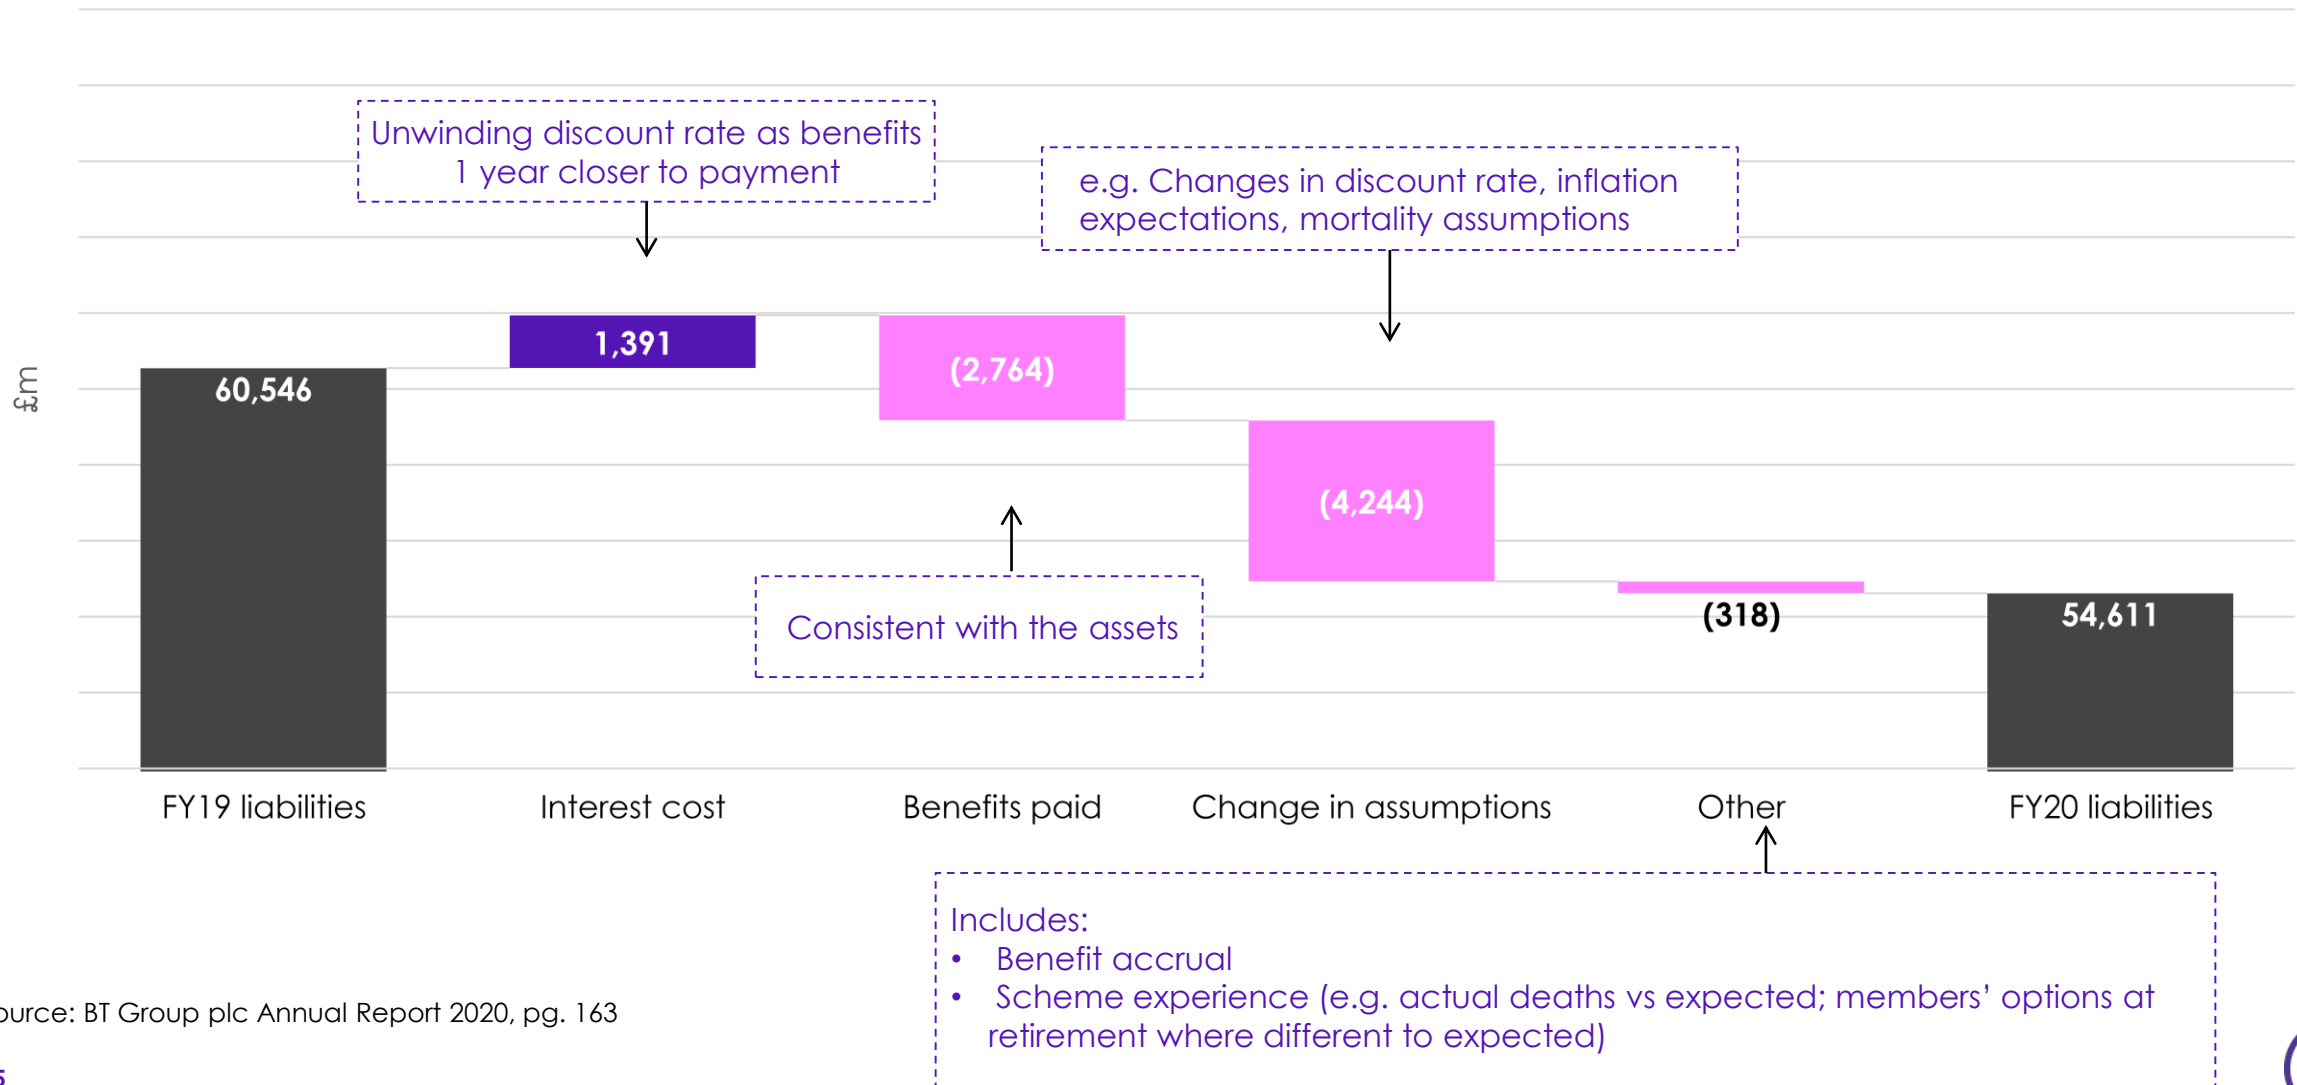 Unwinding discount rate as benefits
1 year closer to payment
e.g. Changes in discount rate, inflation
expectations, mortality assumptions
£m
60,546
1,391
(2,764)
(4,244)
(318)
54,611
Consistent with the assets
FY19 liabilities
Interest cost
Benefits paid
Change in assumptions
Other
FY20 liabilities
Includes:
• Benefit accrual
• Scheme experience (e.g. actual deaths vs expected; members’ options at
retirement where different to expected)
ource: BT Group plc Annual Report 2020, pg. 163